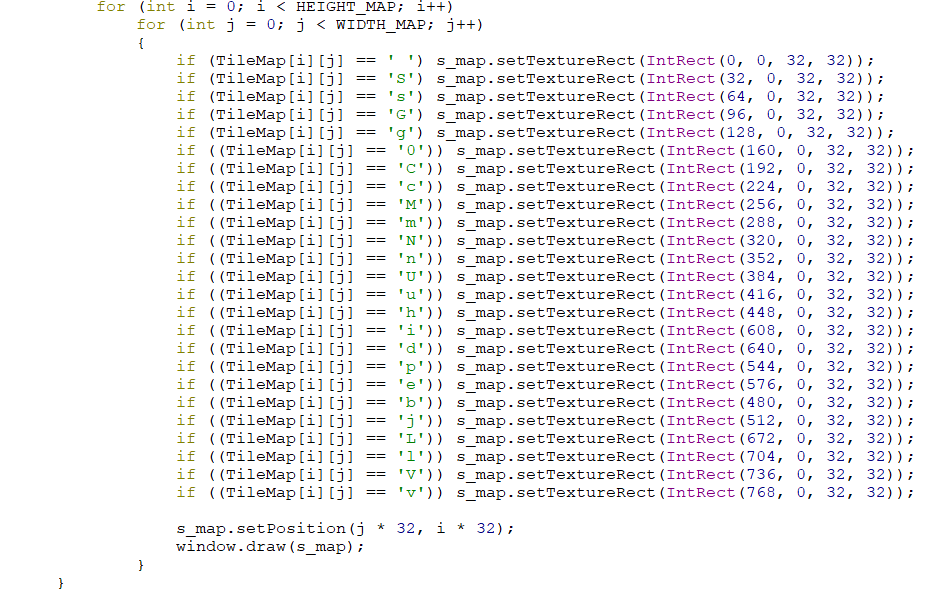 for (int i = 0; i < HEIGHT_MAP; i++)
for (int j = 0; j < WIDTH_MAP; j++)
{
if (TileMap[i][j] == ' ') s_map.setTextureRect(IntRect(0, 0, 32, 32));
if (TileMap[i][j] == 'S') s_map.setTextureRect(IntRect(32, 0, 32, 32));
if (TileMap[i][j] == 's') s_map.setTextureRect(IntRect(64, 0, 32, 32));
if (TileMap[i][j] == 'G') s_map.setTextureRect(IntRect(96, 0, 32, 32));
if (TileMap[i][j] == 'g') s_map.setTextureRect(IntRect(128, 0, 32, 32));
if ((TileMap[i][j] == '0')) s_map.setTextureRect(IntRect(160, 0, 32, 32));
if ((TileMap[i][j] == 'C')) s_map.setTextureRect(IntRect(192, 0, 32, 32));
if ((TileMap[i][j] == 'c')) s_map.setTextureRect(IntRect(224, 0, 32, 32));
if ((TileMap[i][j] == 'M')) s_map.setTextureRect(IntRect(256, 0, 32, 32));
if ((TileMap[i][j] == 'm')) s_map.setTextureRect(IntRect(288, 0, 32, 32));
if ((TileMap[i][j] == 'N')) s_map.setTextureRect(IntRect(320, 0, 32, 32));
if ((TileMap[i][j] == 'n')) s_map.setTextureRect(IntRect(352, 0, 32, 32));
if ((TileMap[i][j] == 'U')) s_map.setTextureRect(IntRect(384, 0, 32, 32));
if ((TileMap[i][j] == 'u')) s_map.setTextureRect(IntRect(416, 0, 32, 32));
if ((TileMap[i][j] == 'h')) s_map.setTextureRect(IntRect(448, 0, 32, 32));
if ((TileMap[i][j] == 'i')) s_map.setTextureRect(IntRect(608, 0, 32, 32));
if ((TileMap[i][j] == 'd')) s_map.setTextureRect(IntRect(640, 0, 32, 32));
if ((TileMap[i][j] == 'p')) s_map.setTextureRect(IntRect(544, 0, 32, 32));
if ((TileMap[i][j] == 'e')) s_map.setTextureRect(IntRect(576, 0, 32, 32));
if ((TileMap[i][j] == 'b')) s_map.setTextureRect(IntRect(480, 0, 32, 32));
if ((TileMap[i][j] == 'j')) s_map.setTextureRect(IntRect(512, 0, 32, 32));
if ((TileMap[i][j] == 'L')) s_map.setTextureRect(IntRect(672, 0, 32, 32));
if ((TileMap[i][j] == 'l')) s_map.setTextureRect(IntRect(704, 0, 32, 32));
if ((TileMap[i][j] == 'V')) s_map.setTextureRect(IntRect(736, 0, 32, 32));
if ((TileMap[i][j] == 'v')) s_map.setTextureRect(IntRect(768, 0, 32, 32));
s_map.setPosition(j * 32, i * 32);
window.draw(s_map);
}
}